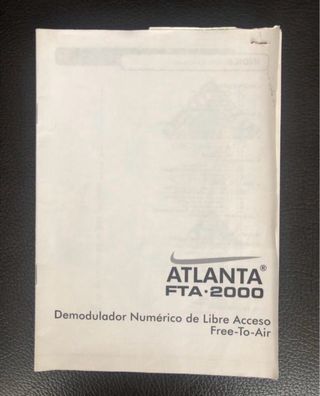 ATLANTA®
FTA·2000
Demodulador Numérico de Libre Acceso
Free-To-Air